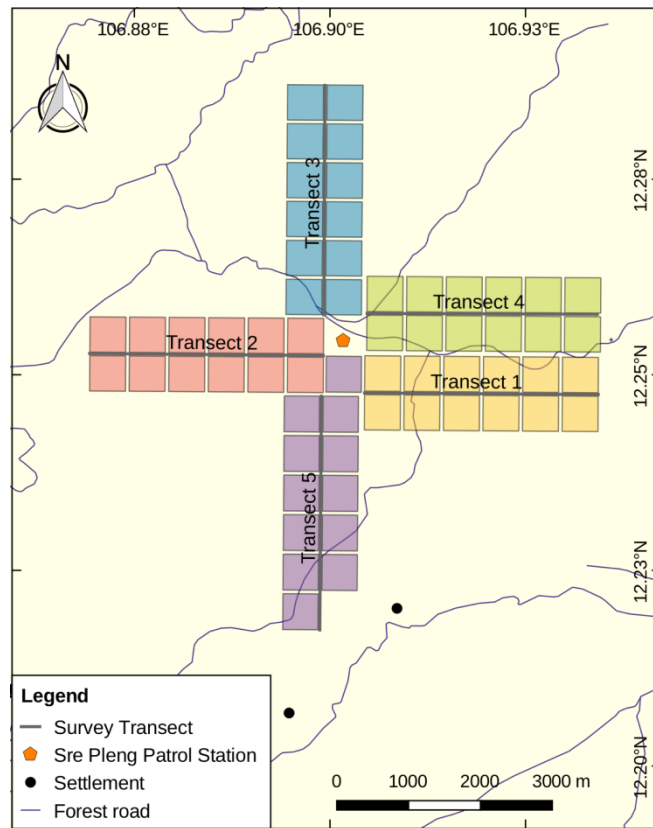 106.88°E 106.90°E 106.93°E
N
12.28°N
Transect 3
Transect 4
Transect 2
12.25°N
Transect 1
Transect 5
12.23°N
Legend
Survey Transect
Sre Pleng Patrol Station
Settlement
Forest road
12.20°N
0 1000 2000 3000 m